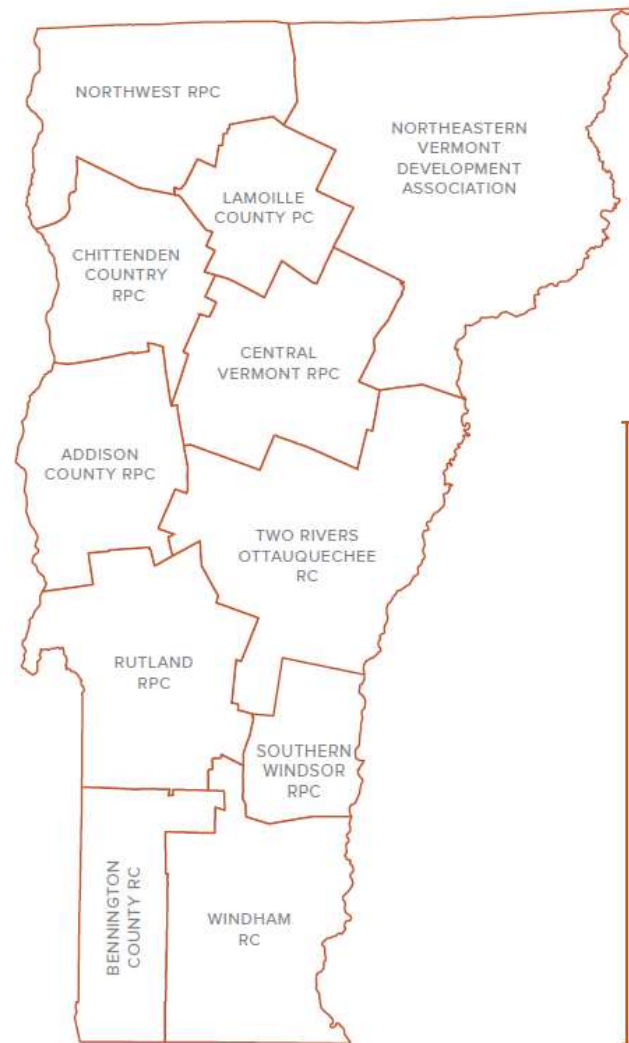 NORTHWEST RPC
NORTHEASTERN
VERMONT
DEVELOPMENT
ASSOCIATION
LAMOILLE
COUNTY PC
CHITTENDEN
COUNTRY
RPC
CENTRAL
VERMONT RPC
ADDISON
COUNTY RPC
TWO RIVERS
OTTAUQUECHEE
RC
RUTLAND
RPC
SOUTHERN
WINDSOR
RPC
BENNINGTON
COUNTY RC
WINDHAM
RC